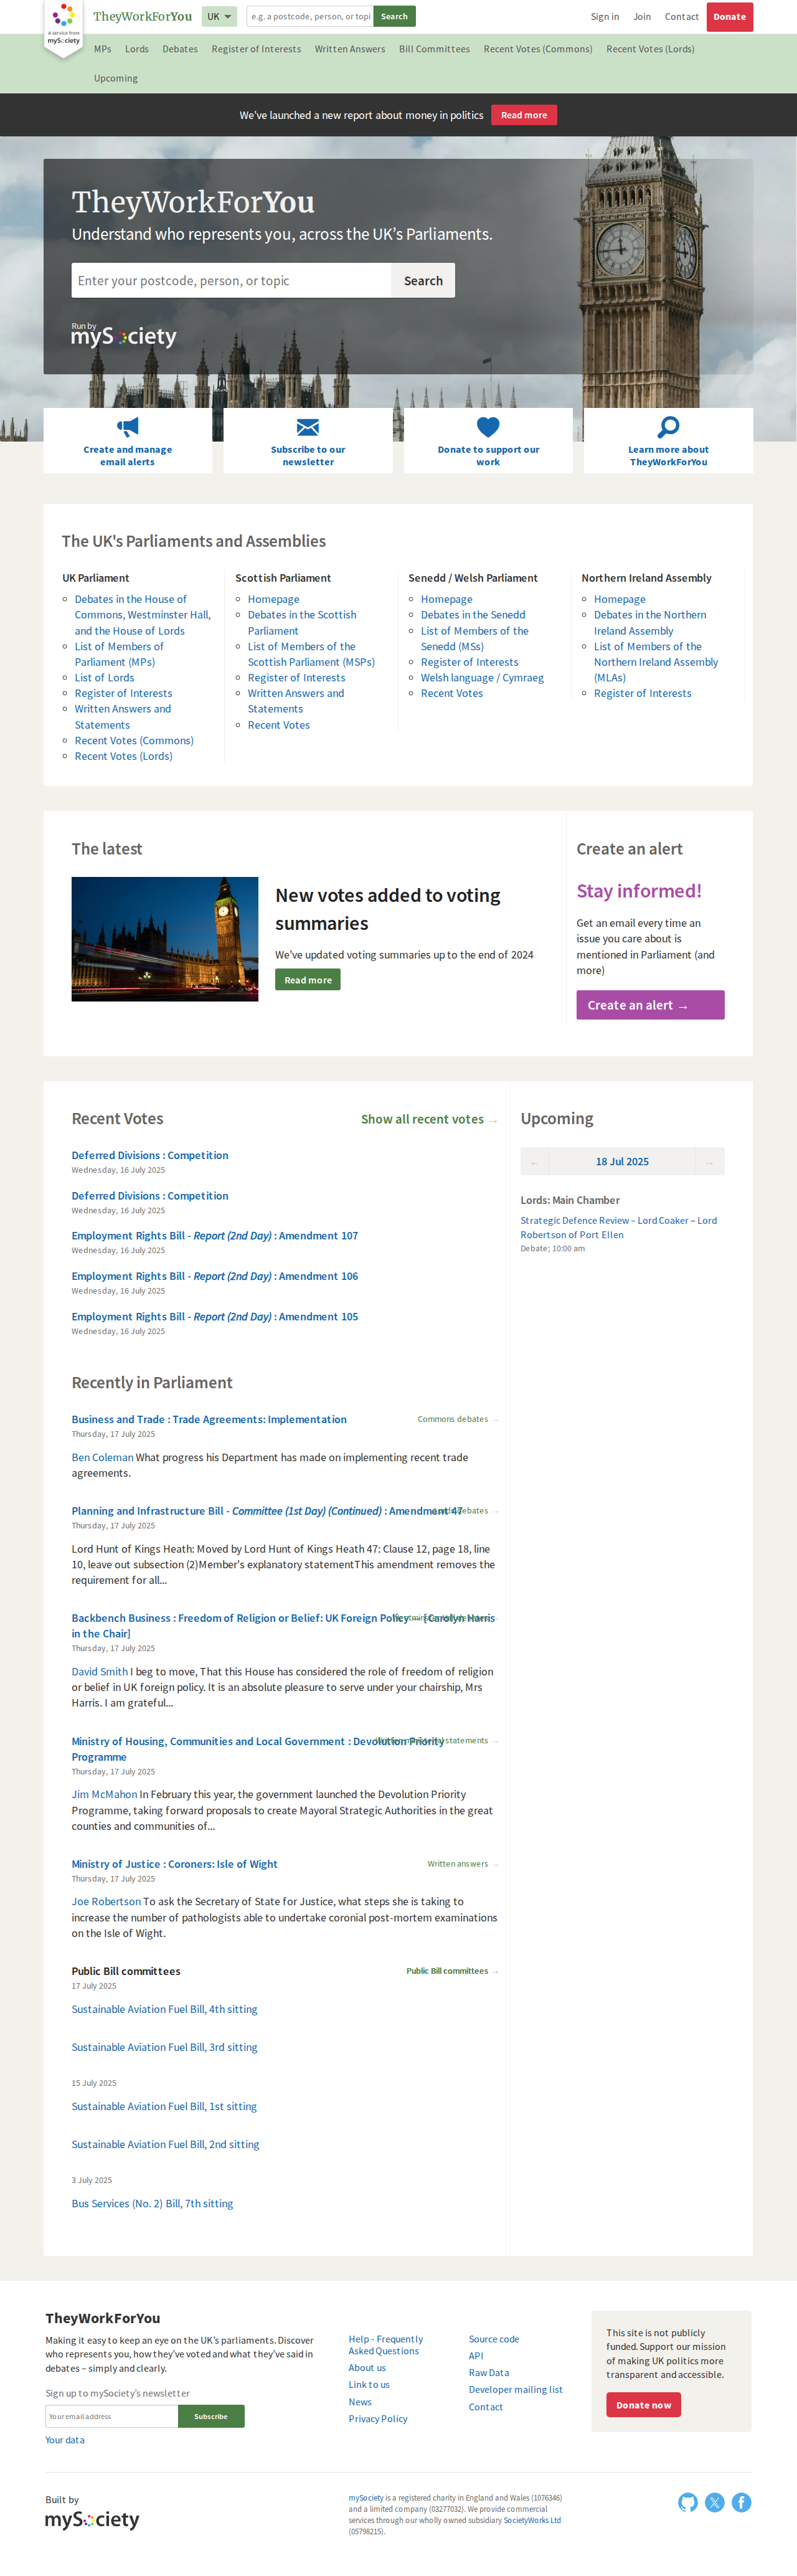 A service from
mySociety
TheyWorkForYou
UK
e.g. a postcode, person, or topi
Search
Sign in
Join
Contact
Donate
MPs
Lords
Debates
Register of Interests
Written Answers
Bill Committees
Recent Votes (Commons)
Recent Votes (Lords)
Upcoming
We've launched a new report about money in politics
Read more
TheyWorkForYou
Understand who represents you, across the UK’s Parliaments.
Enter your postcode, person, or topic
Search
Run by
mySociety
Create and manage
email alerts
Subscribe to our
newsletter
Donate to support our
work
Learn more about
TheyWorkForYou
The UK's Parliaments and Assemblies
UK Parliament
Debates in the House of
Commons, Westminster Hall,
and the House of Lords
List of Members of
Parliament (MPs)
List of Lords
Register of Interests
Written Answers and
Statements
Recent Votes (Commons)
Recent Votes (Lords)
Scottish Parliament
Homepage
Debates in the Scottish
Parliament
List of Members of the
Scottish Parliament (MSPs)
Register of Interests
Written Answers and
Statements
Recent Votes
Senedd / Welsh Parliament
Homepage
Debates in the Senedd
List of Members of the
Senedd (MSs)
Register of Interests
Welsh language / Cymraeg
Recent Votes
Northern Ireland Assembly
Homepage
Debates in the Northern
Ireland Assembly
List of Members of the
Northern Ireland Assembly
(MLAs)
Register of Interests
The latest
New votes added to voting
summaries
We've updated voting summaries up to the end of 2024
Read more
Create an alert
Stay informed!
Get an email every time an
issue you care about is
mentioned in Parliament (and
more)
Create an alert →
Recent Votes
Show all recent votes →
Deferred Divisions : Competition
Wednesday, 16 July 2025
Deferred Divisions : Competition
Wednesday, 16 July 2025
Employment Rights Bill - Report (2nd Day) : Amendment 107
Wednesday, 16 July 2025
Employment Rights Bill - Report (2nd Day) : Amendment 106
Wednesday, 16 July 2025
Employment Rights Bill - Report (2nd Day) : Amendment 105
Wednesday, 16 July 2025
Upcoming
← 18 Jul 2025 →
Lords: Main Chamber
Strategic Defence Review – Lord Coaker – Lord
Robertson of Port Ellen
Debate; 10:00 am
Recently in Parliament
Business and Trade : Trade Agreements: Implementation
Commons debates →
Thursday, 17 July 2025
Ben Coleman What progress his Department has made on implementing recent trade
agreements.
Planning and Infrastructure Bill - Committee (1st Day) (Continued) : Amendment 47
debates →
Thursday, 17 July 2025
Lord Hunt of Kings Heath: Moved by Lord Hunt of Kings Heath 47: Clause 12, page 18, line
10, leave out subsection (2)Member's explanatory statementThis amendment removes the
requirement for all...
Backbench Business : Freedom of Religion or Belief: UK Foreign Policy — [Carolyn Harris
in the Chair]
Thursday, 17 July 2025
David Smith I beg to move, That this House has considered the role of freedom of religion
or belief in UK foreign policy. It is an absolute pleasure to serve under your chairship, Mrs
Harris. I am grateful...
Ministry of Housing, Communities and Local Government : Devolution Priority
statements →
Programme
Thursday, 17 July 2025
Jim McMahon In February this year, the government launched the Devolution Priority
Programme, taking forward proposals to create Mayoral Strategic Authorities in the great
counties and communities of...
Ministry of Justice : Coroners: Isle of Wight
Written answers →
Thursday, 17 July 2025
Joe Robertson To ask the Secretary of State for Justice, what steps she is taking to
increase the number of pathologists able to undertake coronial post-mortem examinations
on the Isle of Wight.
Public Bill committees
Public Bill committees →
17 July 2025
Sustainable Aviation Fuel Bill, 4th sitting
Sustainable Aviation Fuel Bill, 3rd sitting
15 July 2025
Sustainable Aviation Fuel Bill, 1st sitting
Sustainable Aviation Fuel Bill, 2nd sitting
3 July 2025
Bus Services (No. 2) Bill, 7th sitting
TheyWorkForYou
Making it easy to keep an eye on the UK’s parliaments. Discover
who represents you, how they’ve voted and what they’ve said in
debates – simply and clearly.
Sign up to mySociety’s newsletter
Your email address
Subscribe
Your data
Help - Frequently
Asked Questions
About us
Link to us
News
Privacy Policy
Source code
API
Raw Data
Developer mailing list
Contact
This site is not publicly
funded. Support our mission
of making UK politics more
transparent and accessible.
Donate now
Built by
mySociety
mySociety is a registered charity in England and Wales (1076346)
and a limited company (03277032). We provide commercial
services through our wholly owned subsidiary SocietyWorks Ltd
(05798215).